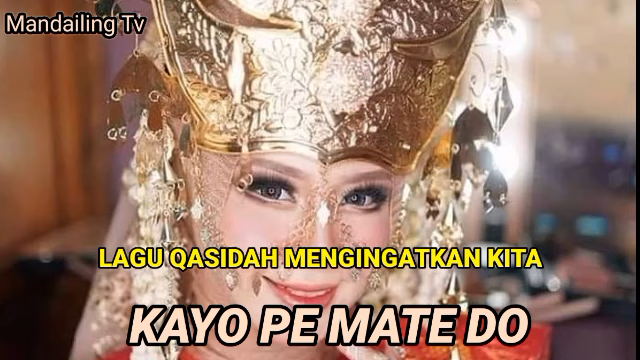 Mandailing Tv
LAGU QASIDAH MENGINGATKAN KITA
KAYO PE MATE DO